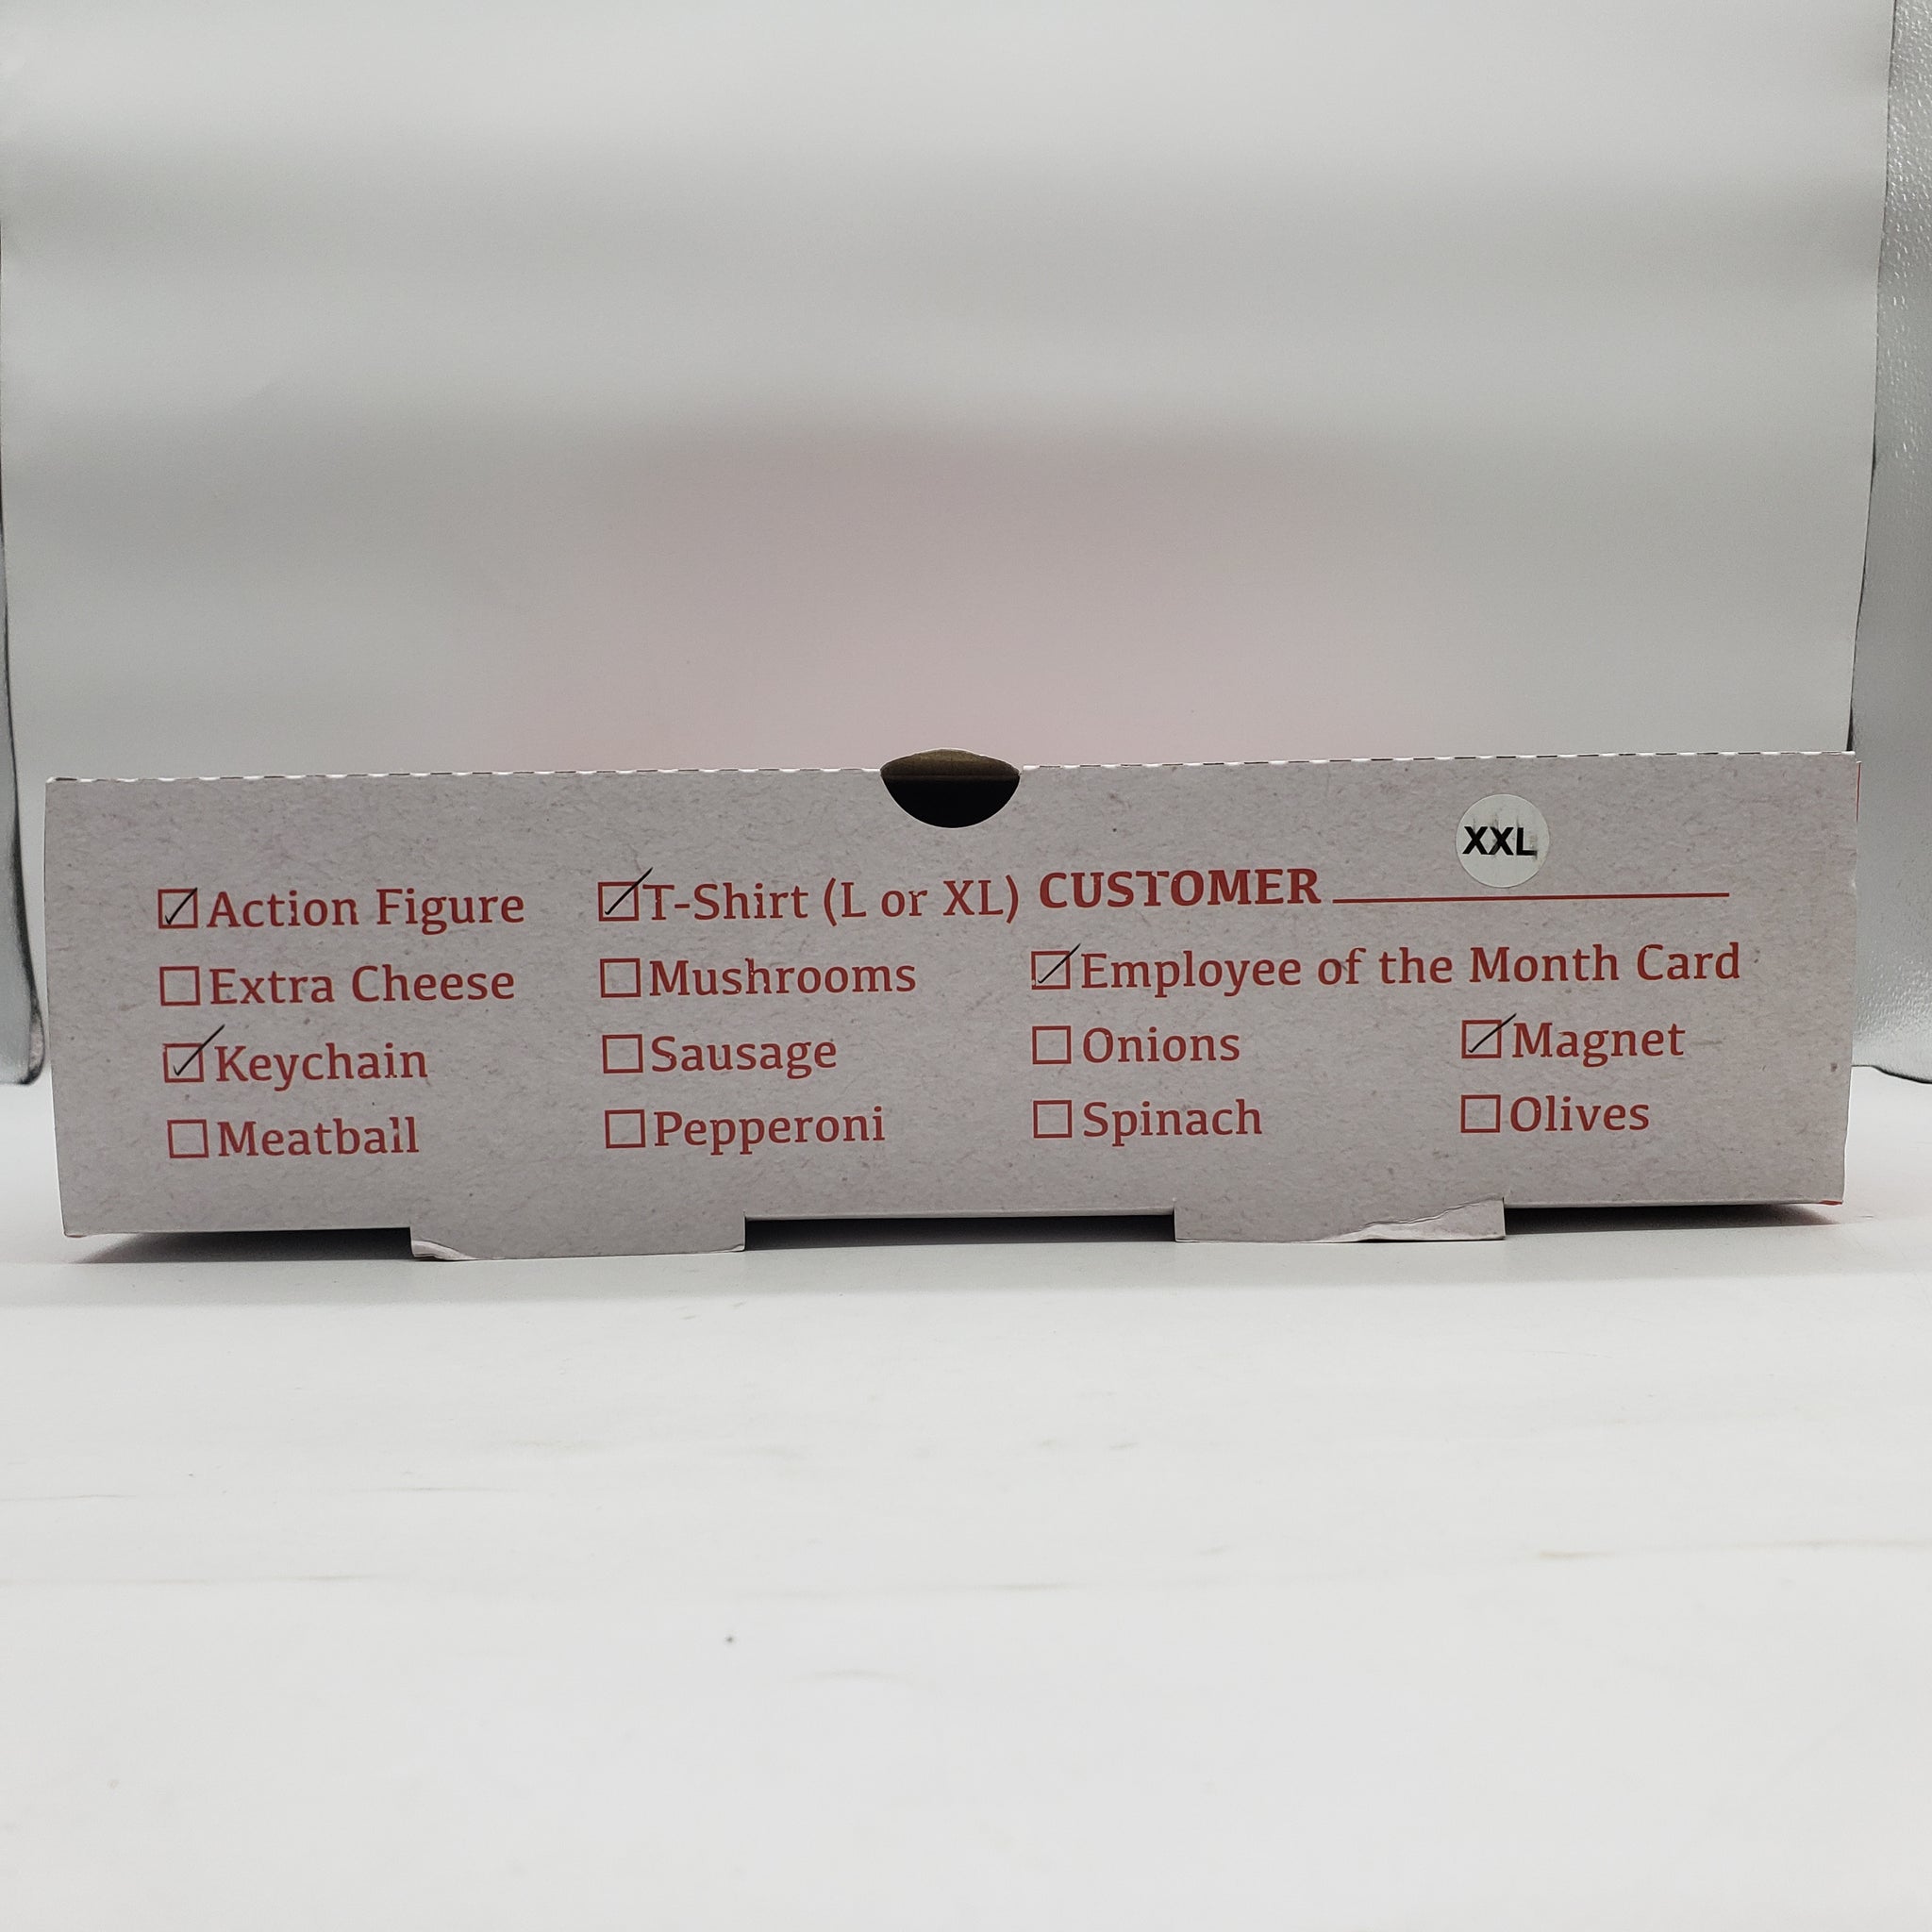 XXL
☑Action Figure ☑T-Shirt (L or XL) CUSTOMER
☐Extra Cheese ☐Mushrooms ☑Employee of the Month Card
☑Keychain ☐Sausage ☐Onions ☑Magnet
☐Meatball ☐Pepperoni ☐Spinach ☐Olives